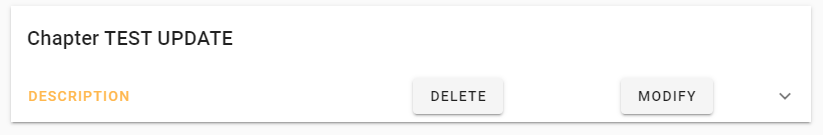 Chapter TEST UPDATE
DESCRIPTION DELETE MODIFY